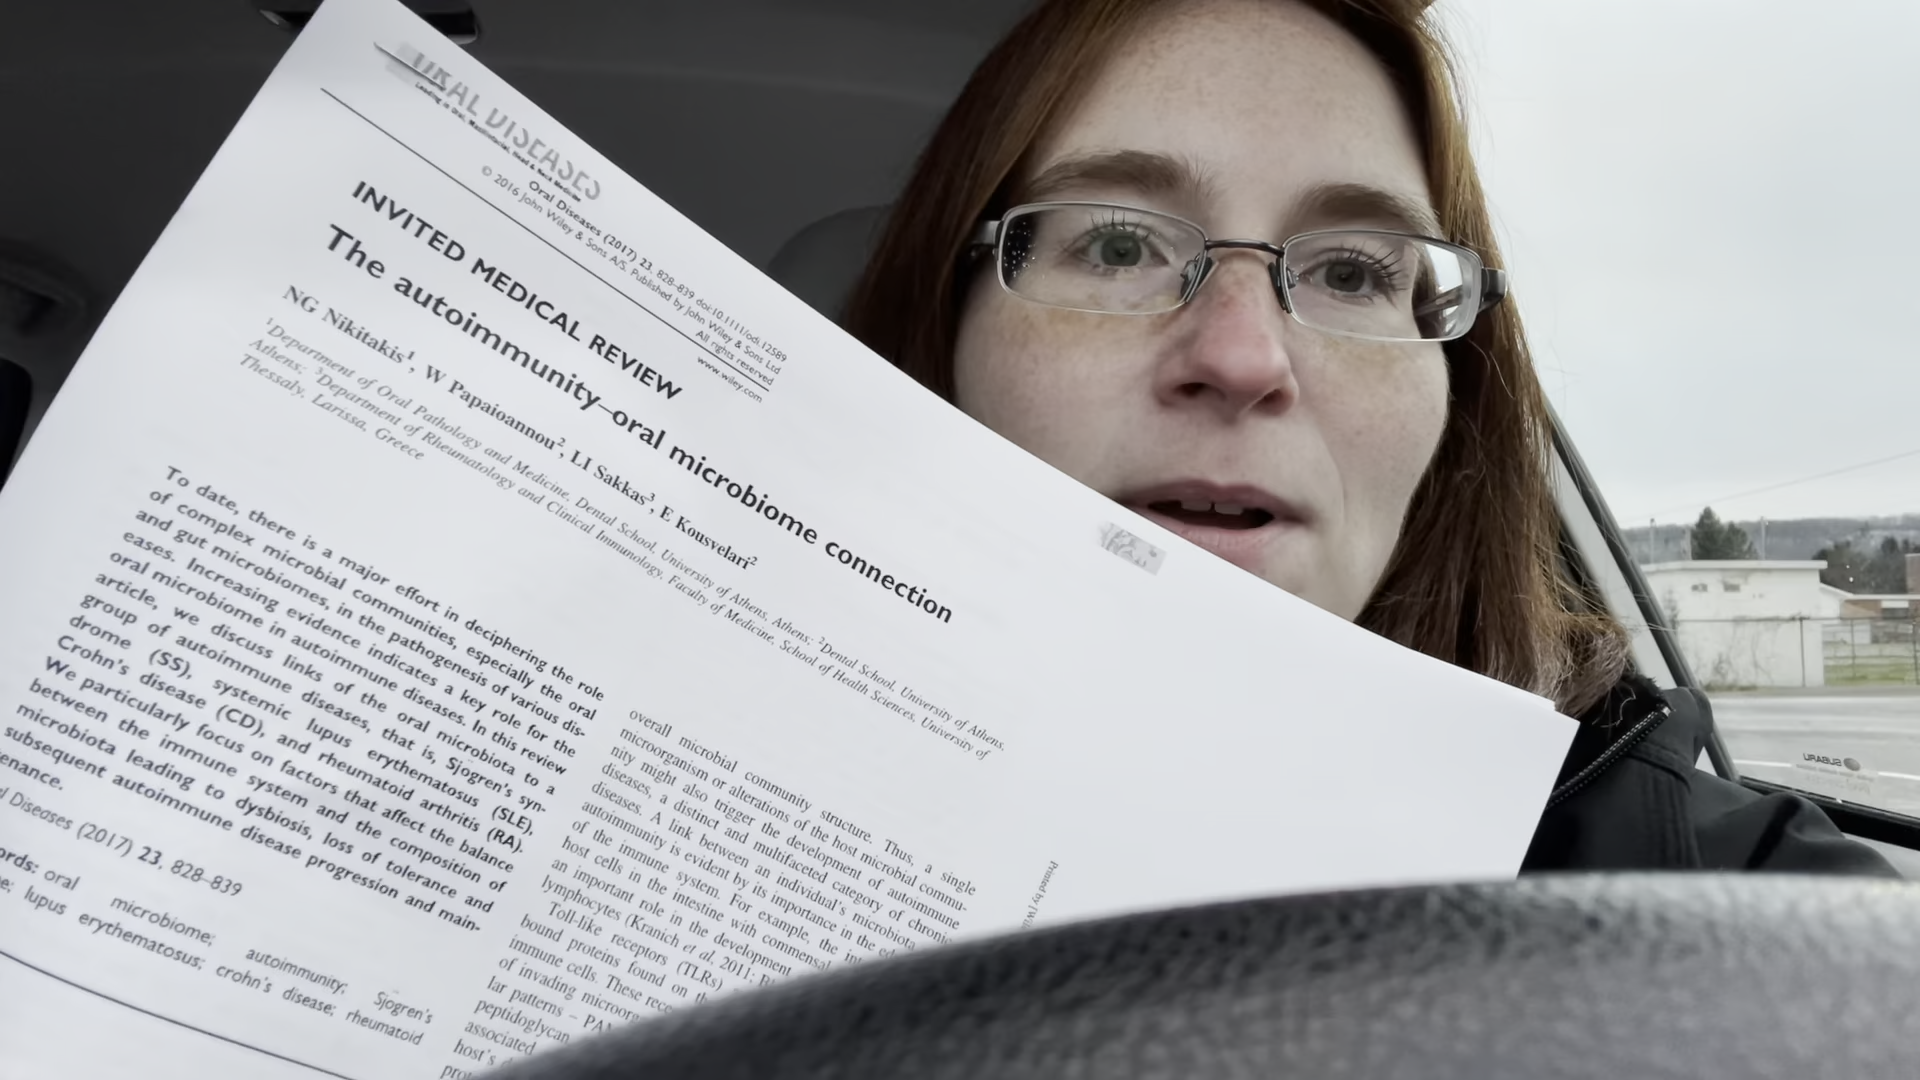 ORAL DISEASES
Leading in Oral, Maxillofacial, Head & Neck Medicine
Oral Diseases (2017) 23, 828–839 doi:10.1111/odi.12589
© 2016 John Wiley & Sons A/S. Published by John Wiley & Sons Ltd
All rights reserved
www.wiley.com
INVITED MEDICAL REVIEW
The autoimmunity–oral microbiome connection
NG Nikitakis¹, W Papaioannou², LI Sakkas³, E Kousvelari²
¹Department of Oral Pathology and Medicine, Dental School, University of Athens, Athens; ²Dental School, University of Athens,
Athens; ³Department of Rheumatology and Clinical Immunology, Faculty of Medicine, School of Health Sciences, University of
Thessaly, Larissa, Greece
To date, there is a major effort in deciphering the role
of complex microbial communities, especially the oral
and gut microbiomes, in the pathogenesis of various dis-
eases. Increasing evidence indicates a key role for the
oral microbiome in autoimmune diseases. In this review
article, we discuss links of the oral microbiota to a
group of autoimmune diseases, that is, Sjögren's syn-
drome (SS), systemic lupus erythematosus (SLE),
Crohn's disease (CD), and rheumatoid arthritis (RA).
We particularly focus on factors that affect the balance
between the immune system and the composition of
microbiota leading to dysbiosis, loss of tolerance and
subsequent autoimmune disease progression and main-
enance.
l Diseases (2017) 23, 828–839
ords: oral microbiome; autoimmunity; Sjögren's
e; lupus erythematosus; crohn's disease; rheumatoid
overall microbial community structure. Thus, a single
microorganism or alterations of the host microbial commu-
nity might also trigger the development of autoimmune
diseases, a distinct and multifaceted category of chronic
diseases. A link between an individual's microbiota
autoimmunity is evident by its importance in the ed
of the immune system. For example, the int
host cells in the intestine with commensal
an important role in the development
lymphocytes (Kranich et al, 2011;
Toll-like receptors (TLRs)
bound proteins found on th
immune cells. These rece
of invading microorg
lar patterns – PA
peptidoglycan
associated
host's
pro
Printed by
SUBARU